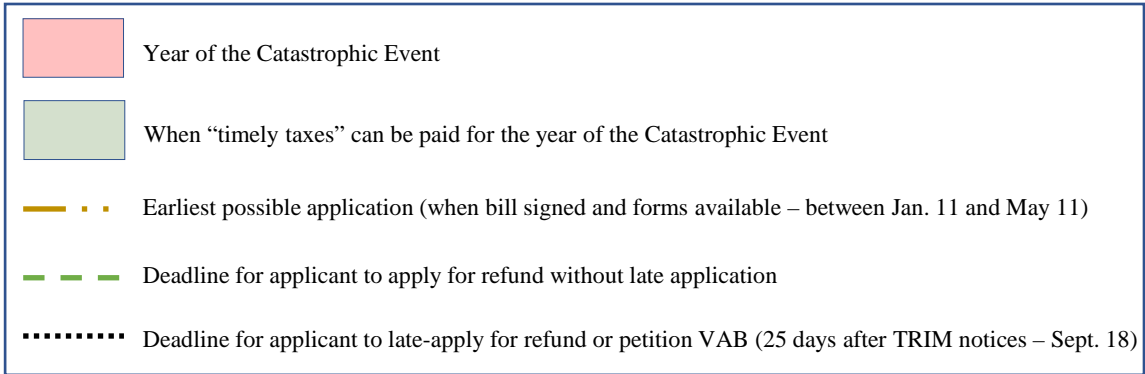 Year of the Catastrophic Event
When “timely taxes” can be paid for the year of the Catastrophic Event
Earliest possible application (when bill signed and forms available – between Jan. 11 and May 11)
Deadline for applicant to apply for refund without late application
Deadline for applicant to late-apply for refund or petition VAB (25 days after TRIM notices – Sept. 18)